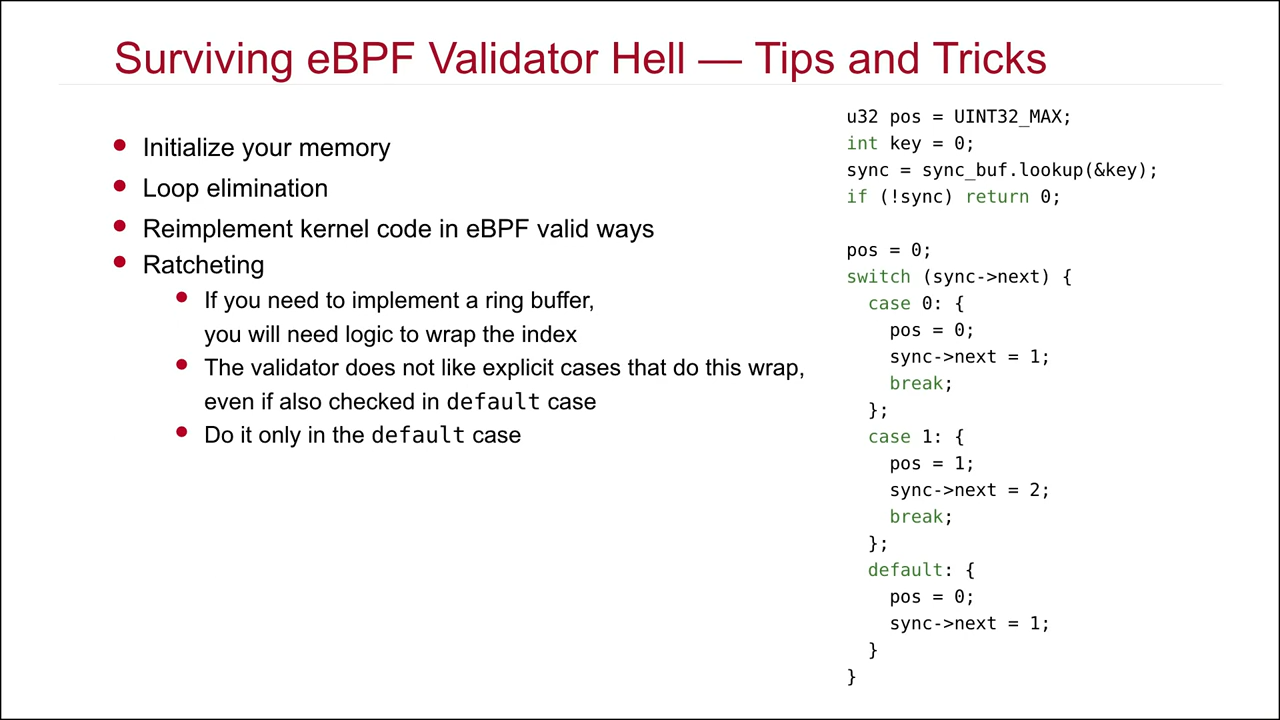 Surviving eBPF Validator Hell — Tips and Tricks
Initialize your memory
Loop elimination
Reimplement kernel code in eBPF valid ways
Ratcheting
If you need to implement a ring buffer,
you will need logic to wrap the index
The validator does not like explicit cases that do this wrap,
even if also checked in default case
Do it only in the default case
u32 pos = UINT32_MAX;
int key = 0;
sync = sync_buf.lookup(&key);
if (!sync) return 0;
pos = 0;
switch (sync->next) {
case 0: {
pos = 0;
sync->next = 1;
break;
};
case 1: {
pos = 1;
sync->next = 2;
break;
};
default: {
pos = 0;
sync->next = 1;
}
}